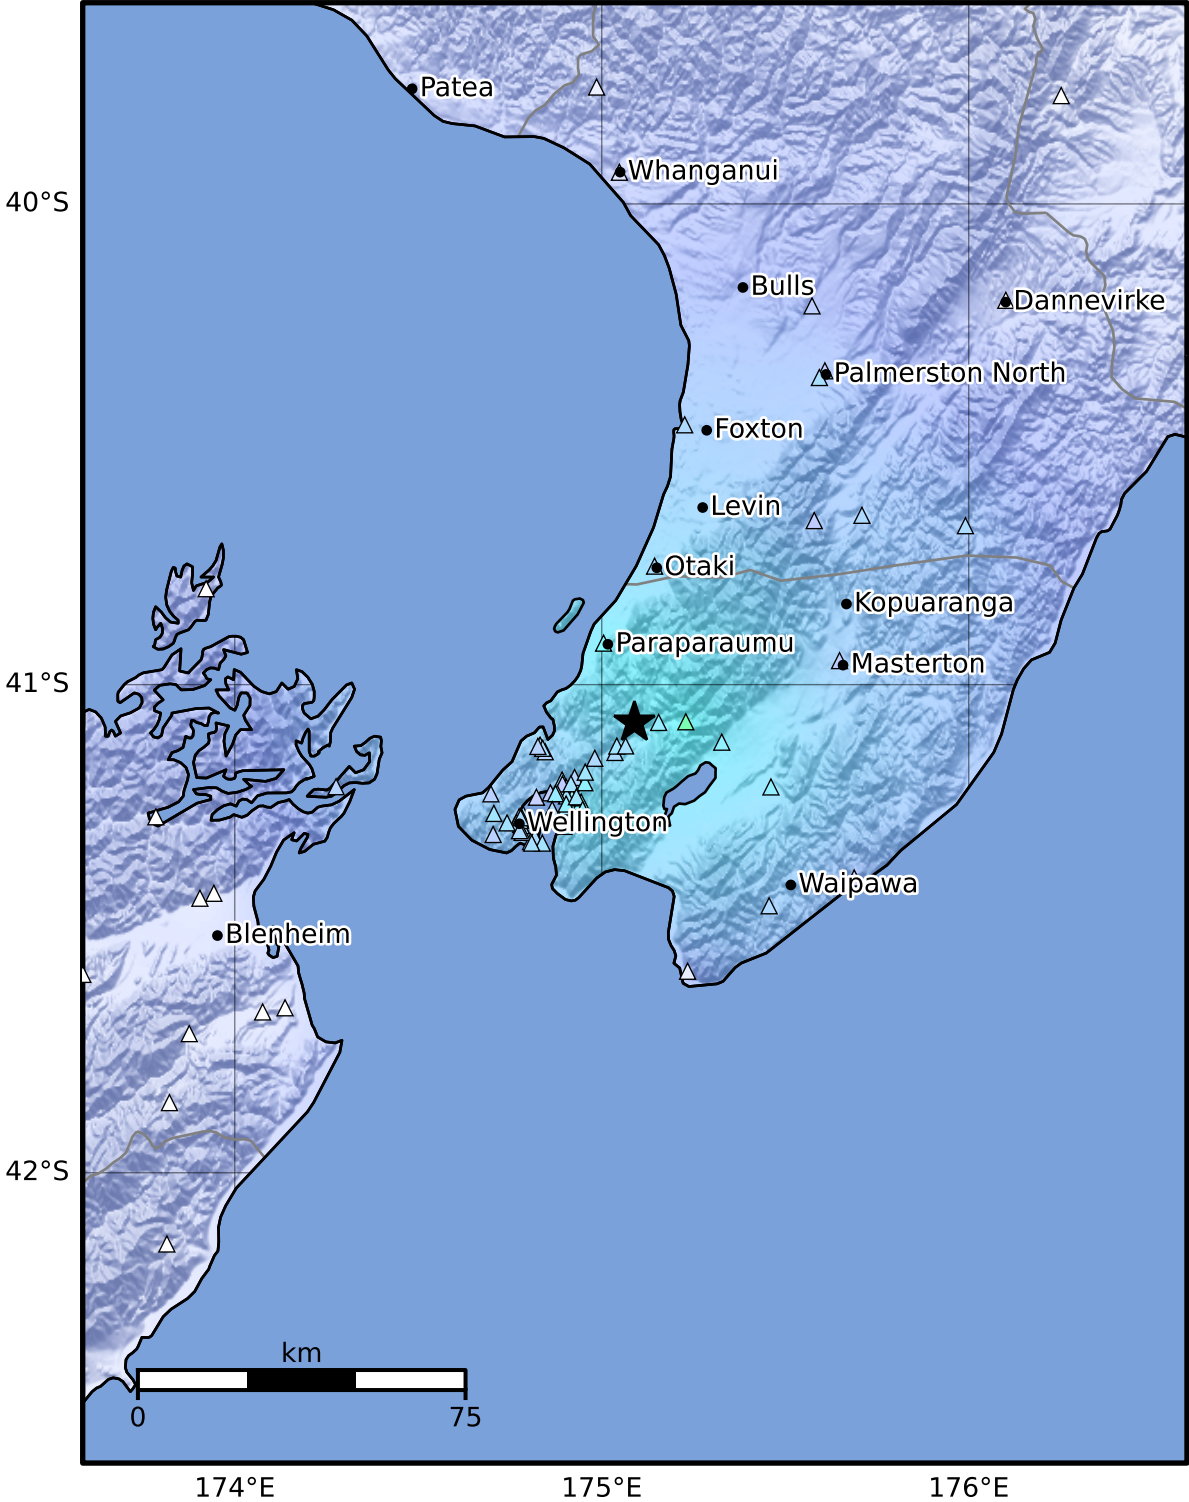 Patea
Whanganui
40°S
Bulls
Dannevirke
Palmerston North
Foxton
Levin
Otaki
Kopuaranga
Paraparaumu
Masterton
41°S
Wellington
Waipawa
Blenheim
42°S
km
0 75
174°E 175°E 176°E